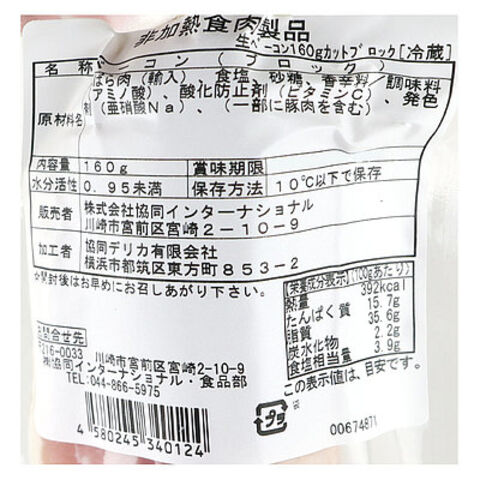 非加熱食肉製品
生ベーコン160gカットブロック[冷蔵]
名称 ベーコン(ブロック)
原材料名 ばら肉(輸入)、食塩、砂糖、香辛料/調味料
(アミノ酸)、酸化防止剤(ビタミンC)、発色
剤(亜硝酸Na)、(一部に豚肉を含む)
内容量 160g 賞味期限
水分活性 0.95未満 保存方法 10℃以下で保存
販売者 株式会社協同インターナショナル
川崎市宮前区宮崎2-10-9
加工者 協同デリカ有限会社
横浜市都筑区東方町853-2
☆開封後はお早めにお召しあがり下さい。
[栄養成分表示](100gあたり)
熱量 392kcal
たんぱく質 15.7g
脂質 35.6g
炭水化物 2.2g
食塩相当量 3.9g
この表示値は、目安です。
お問合せ先
〒216-0033 川崎市宮前区宮崎2-10-9
㈱協同インターナショナル・食品部
TEL:044-866-5975
4 580245 340124
プラ
00674871